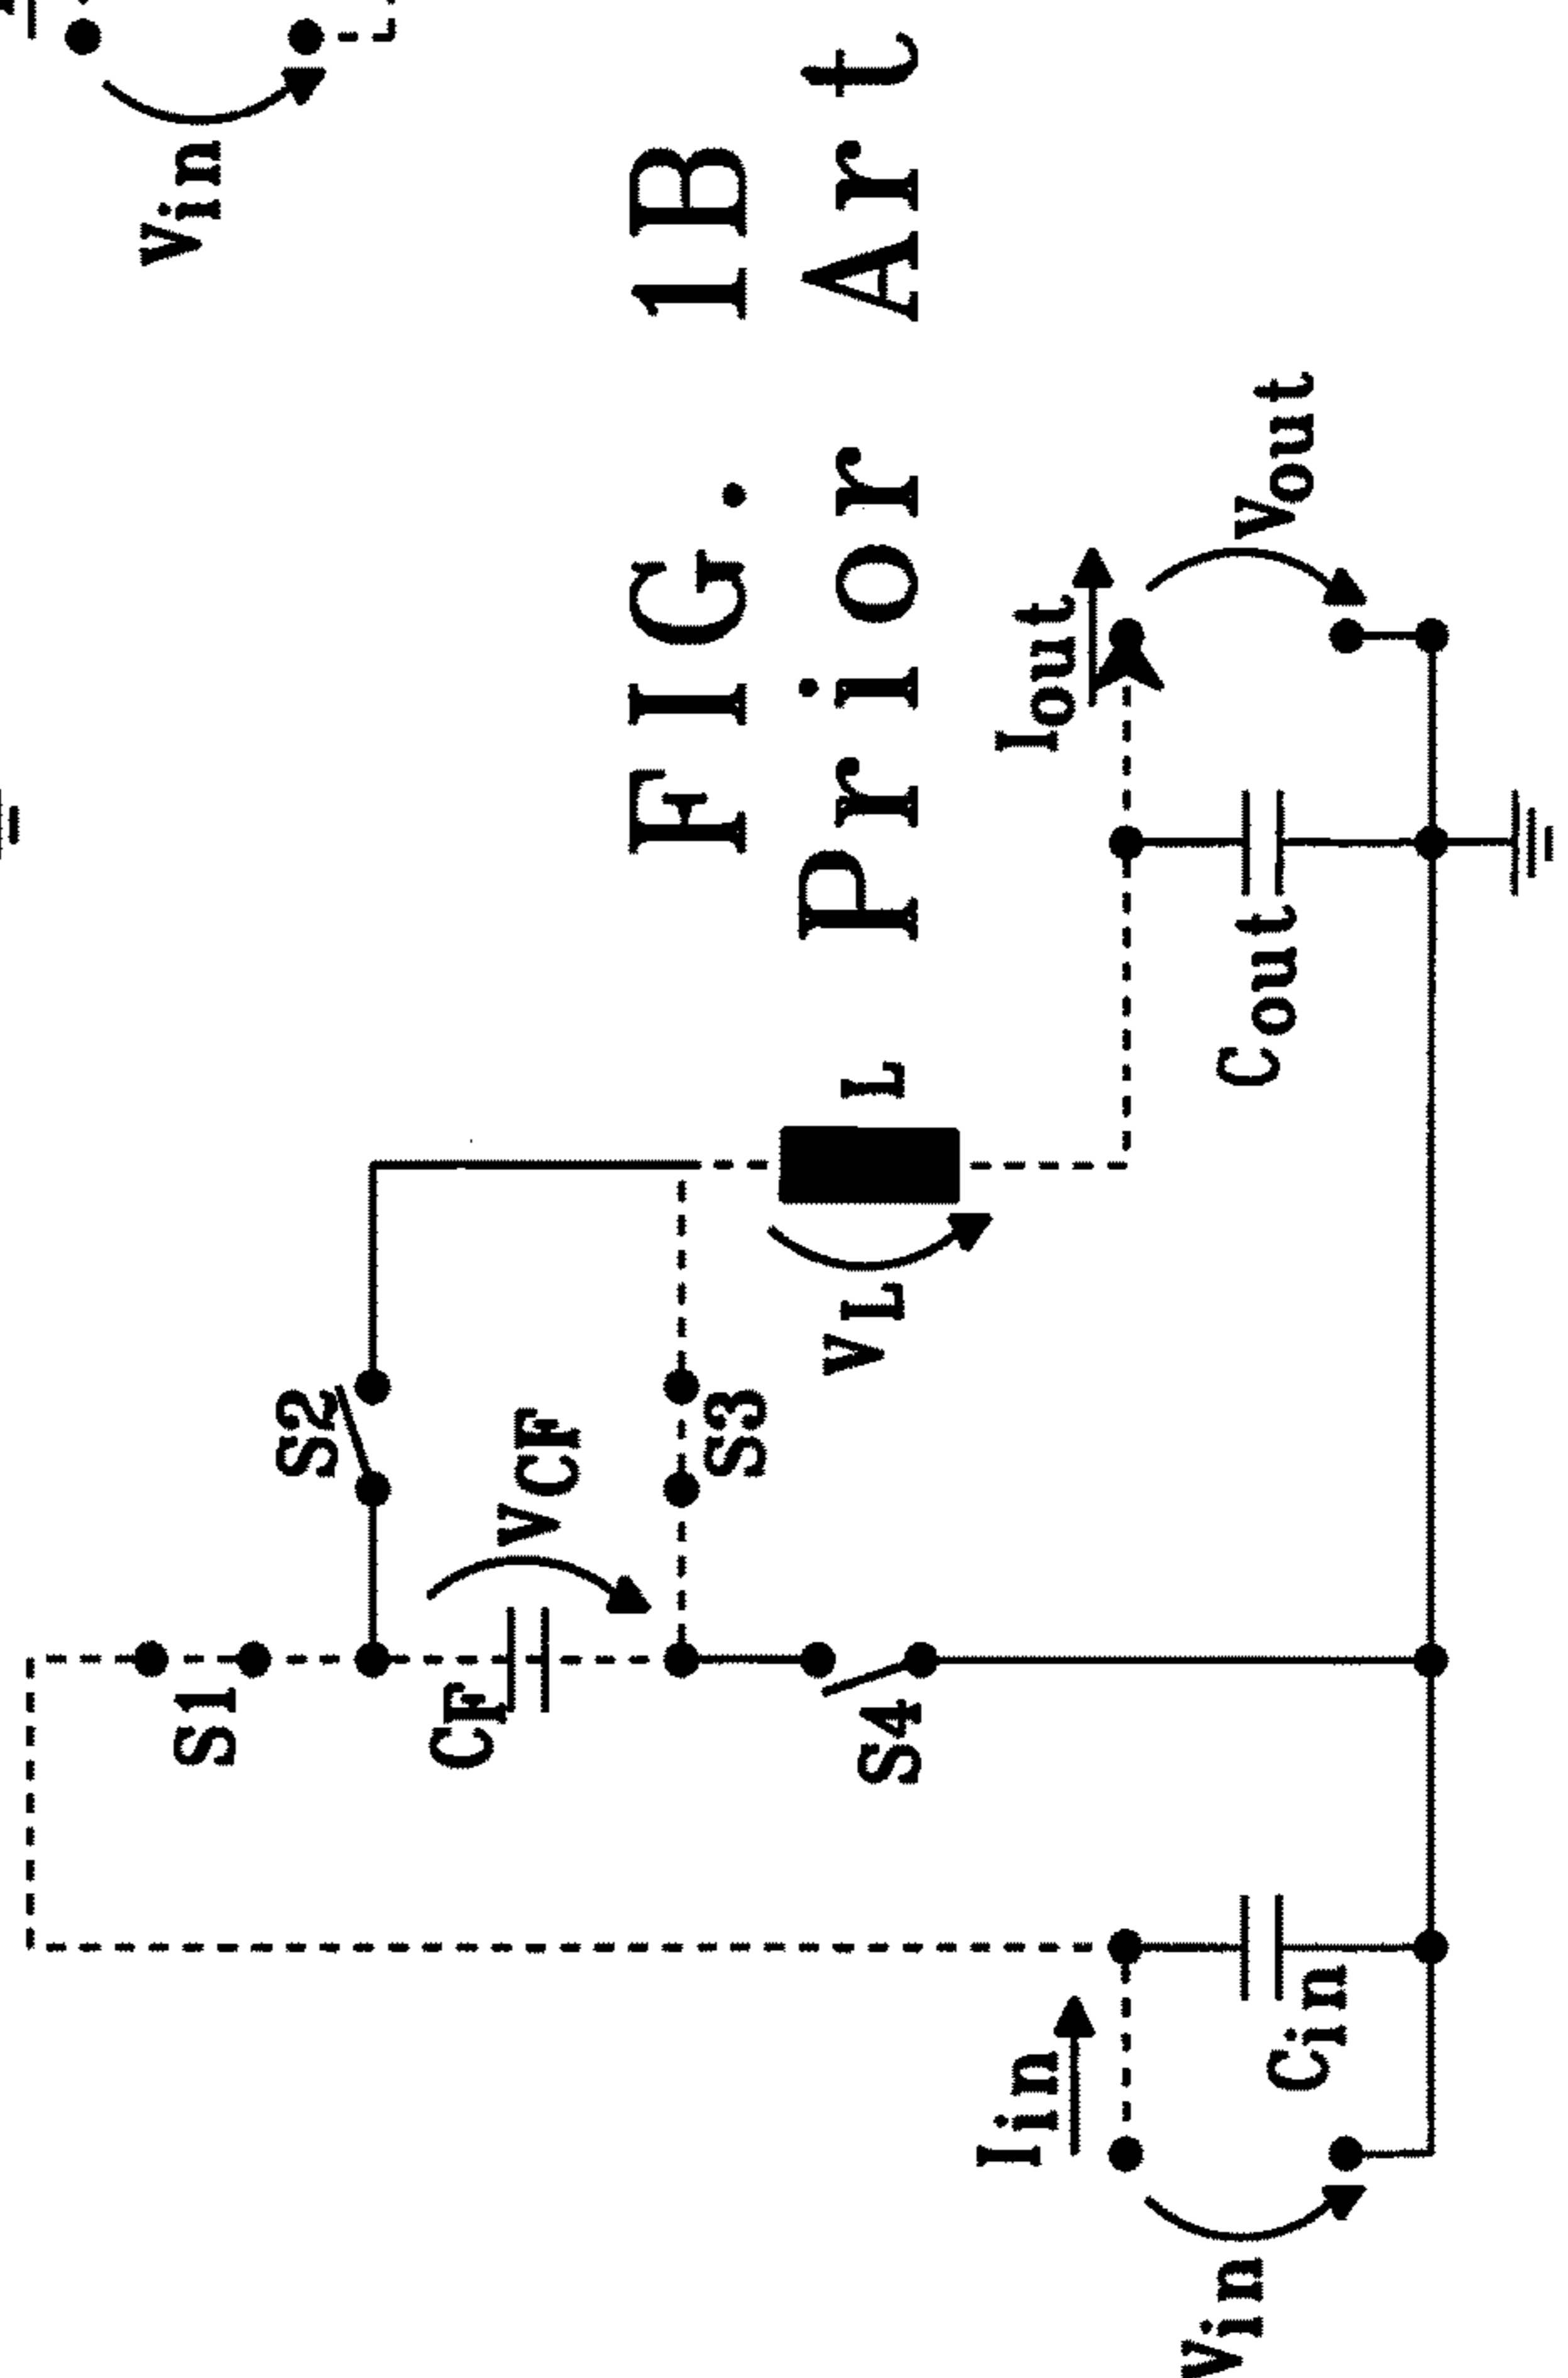 Vin
S1
S2
CF
VCF
S3
S4
VL
L
Iin
Vin
Cin
Cout
Iout
Vout
FIG. 1B
Prior Art